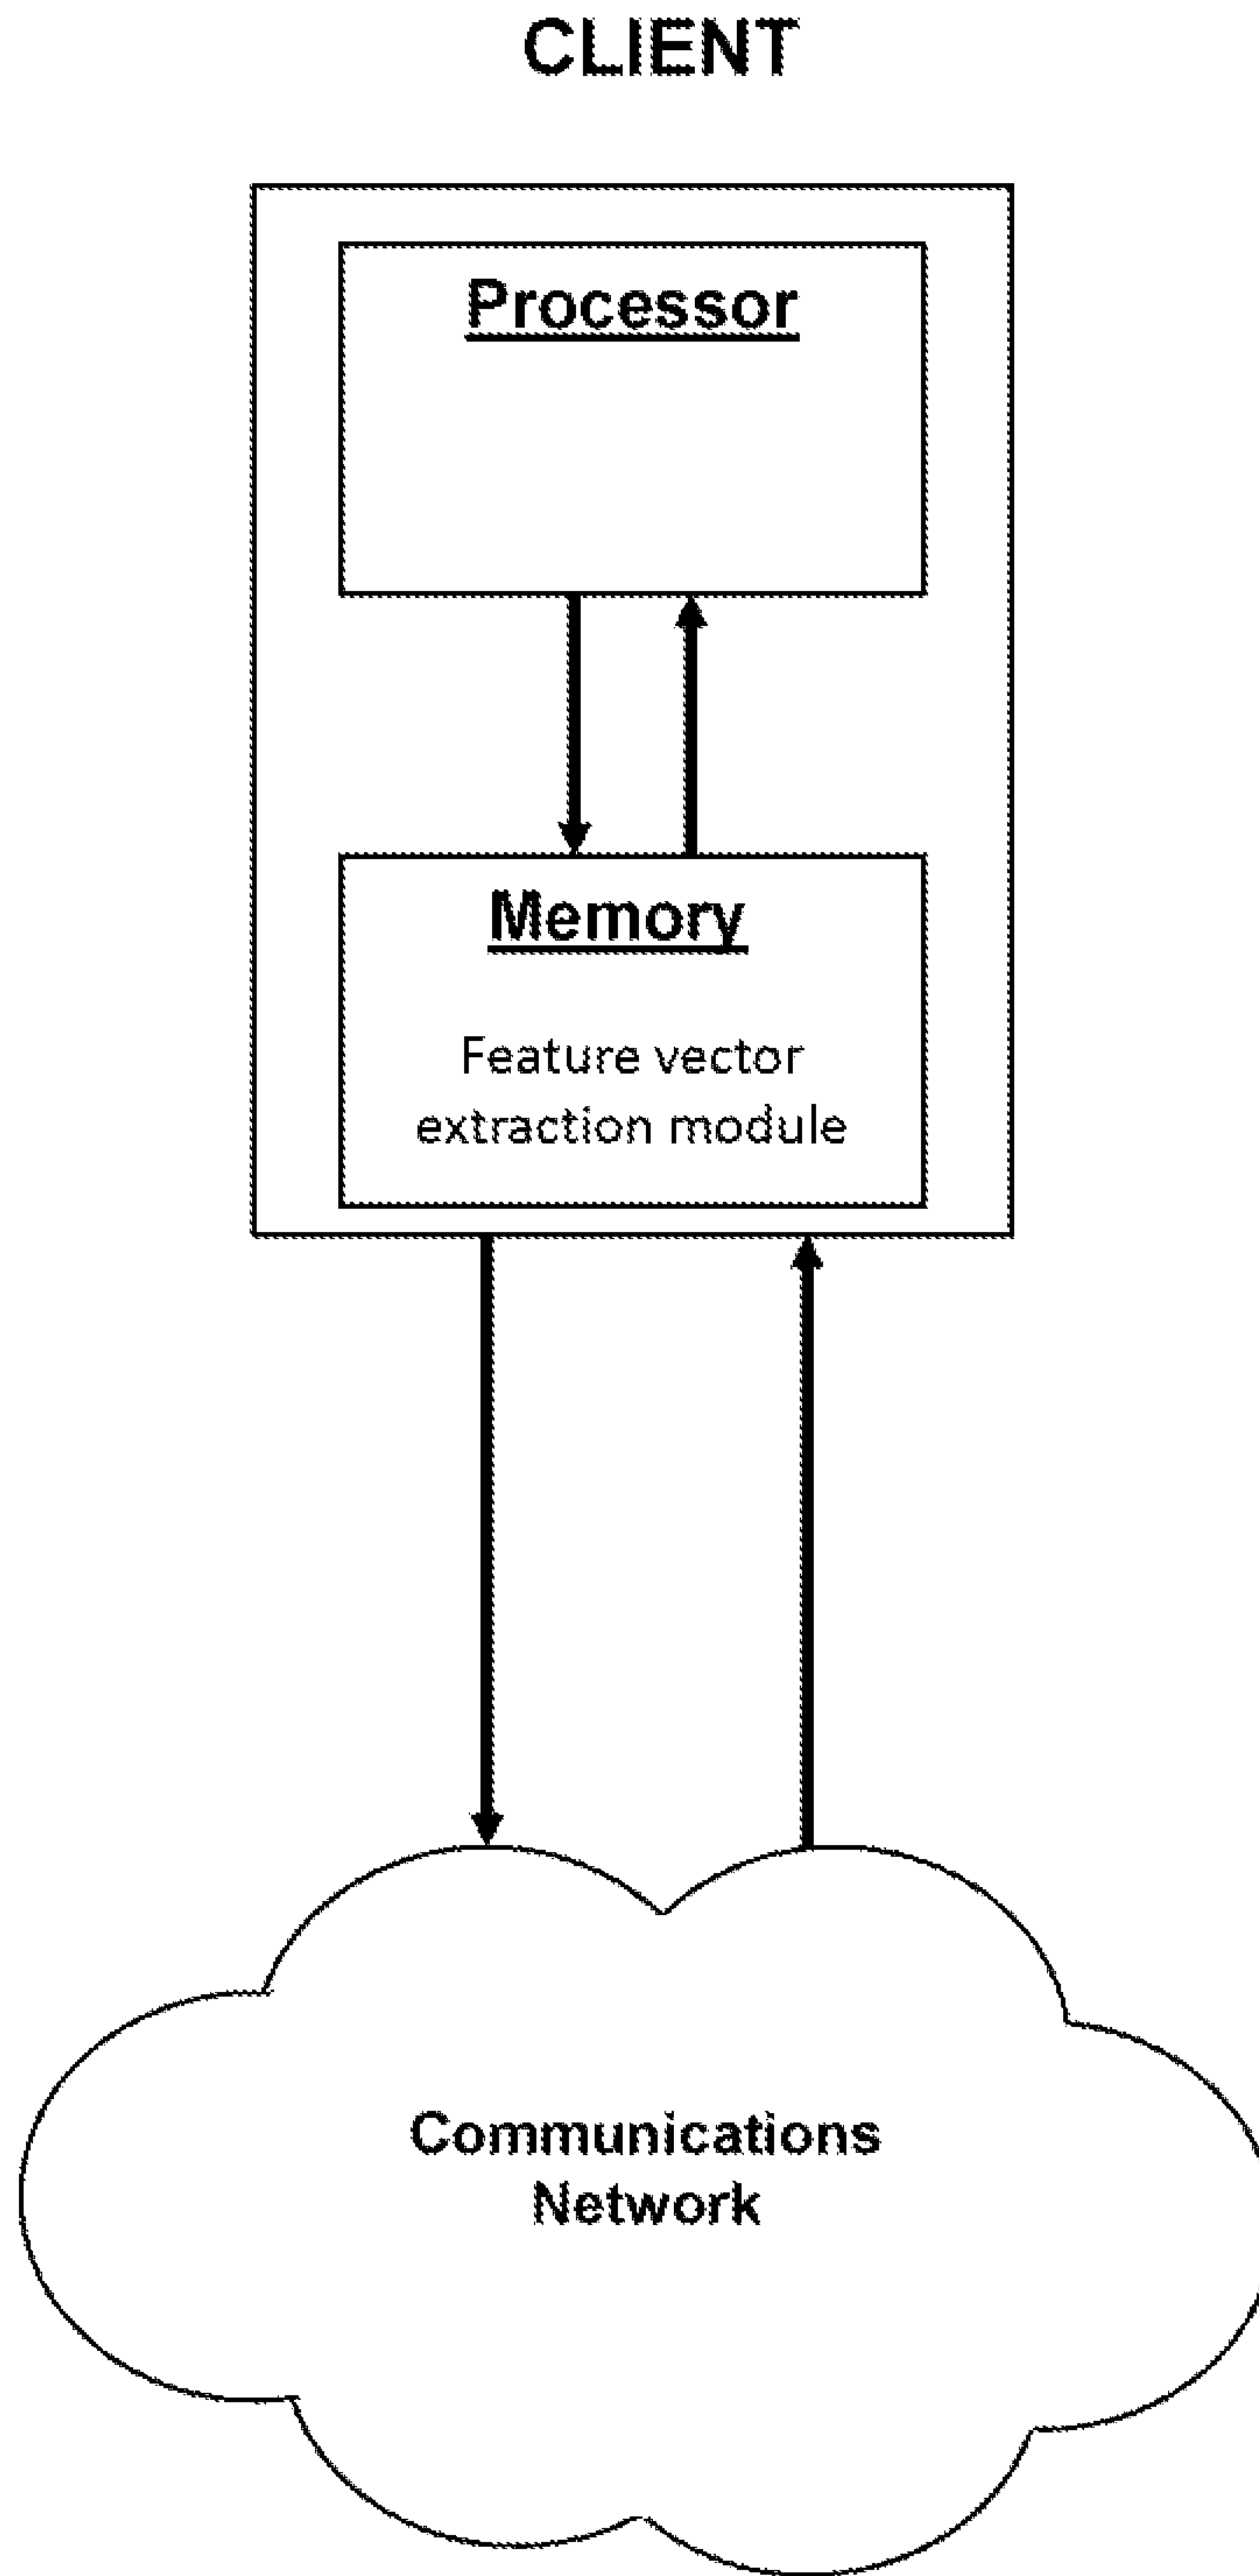 CLIENT
Processor
Memory
Feature vector
extraction module
Communications
Network